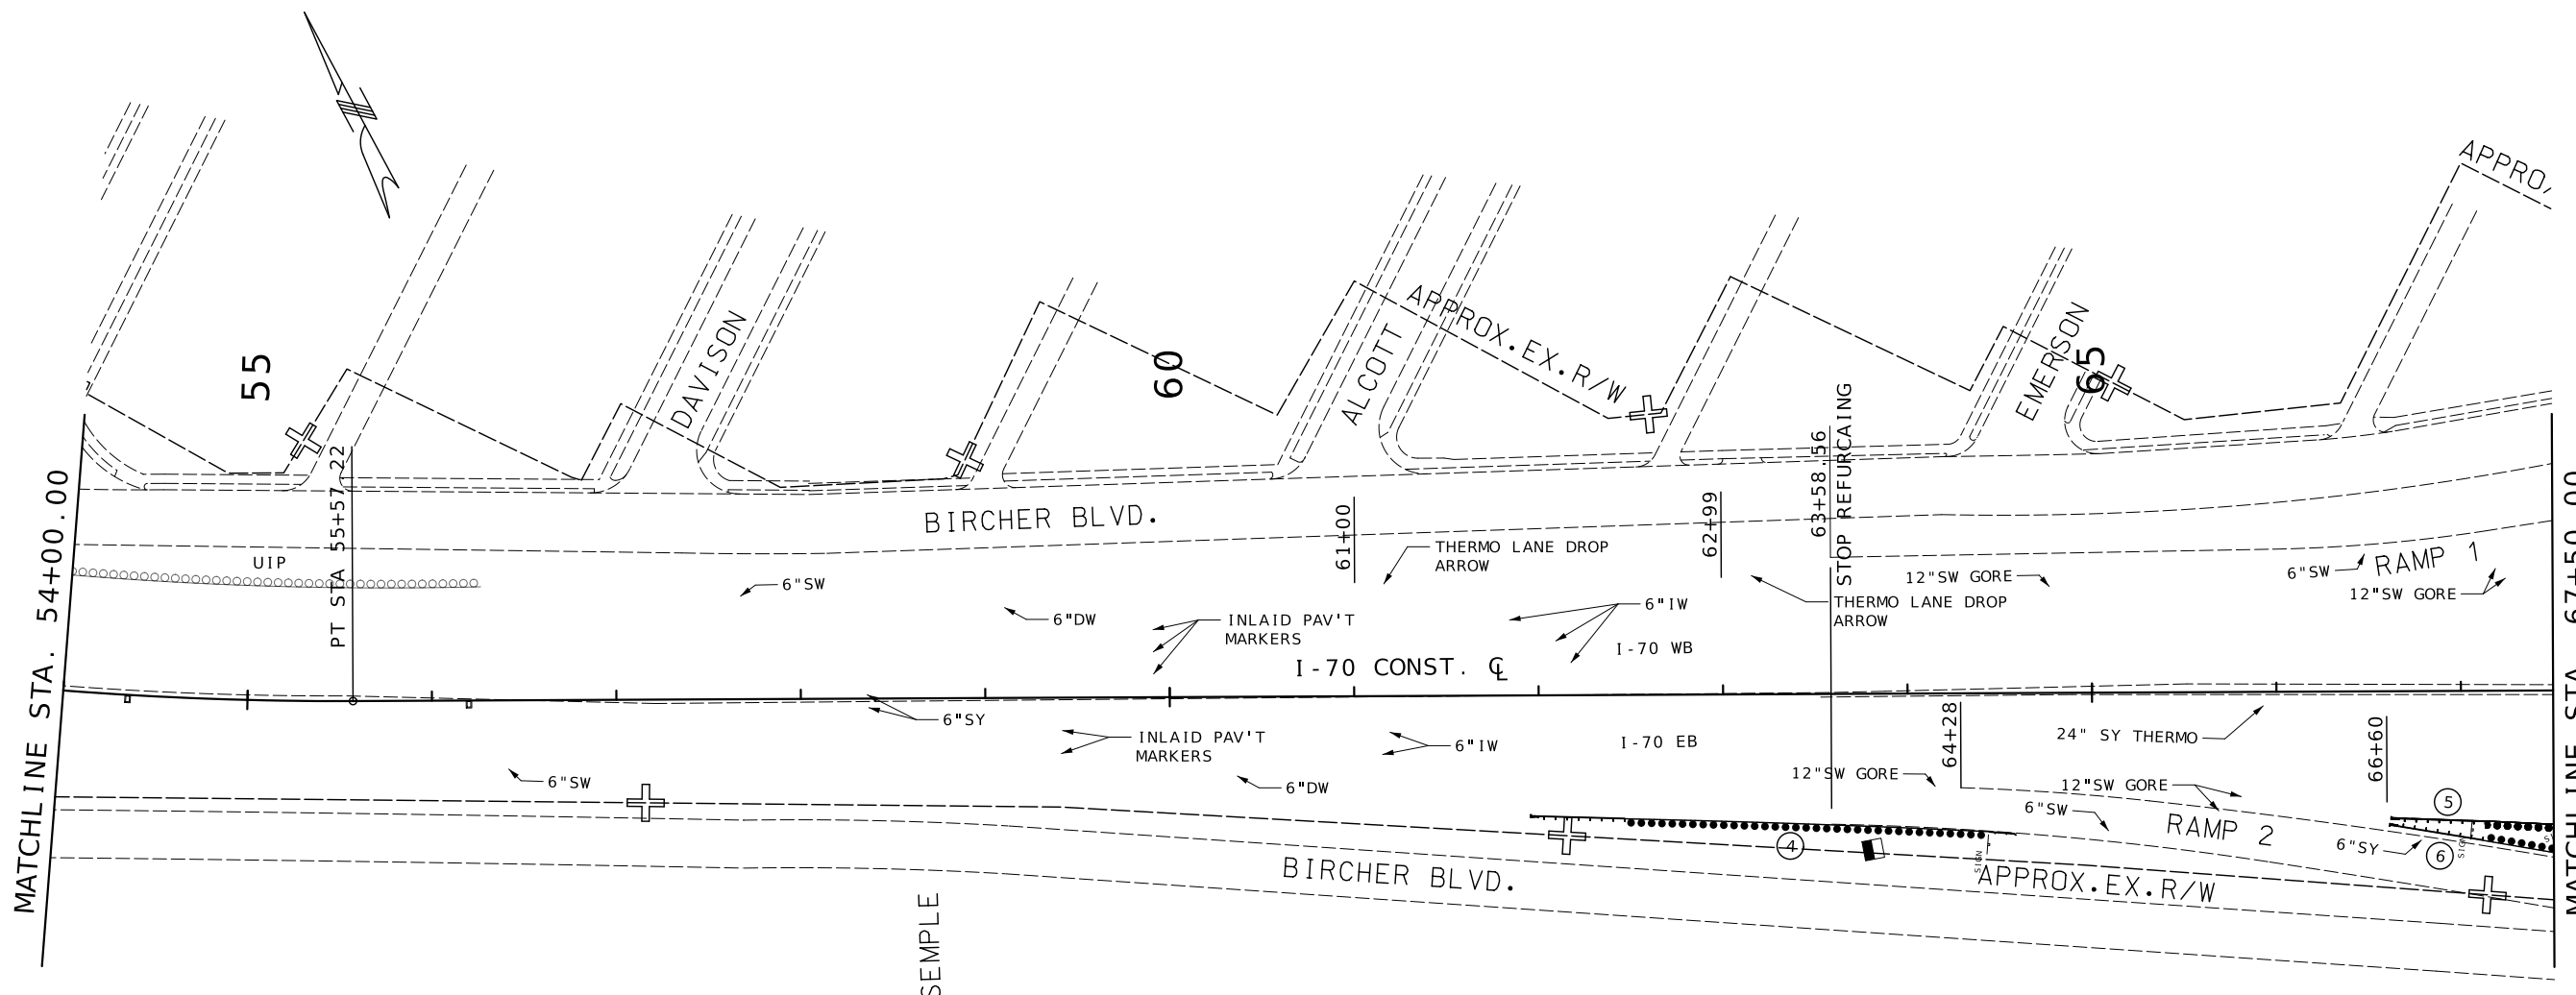 APPRO
55
DAVISON
60
ALCOTT
APPROX.EX.R/W
EMERSON
65
MATCHLINE STA. 54+00.00
PT STA 55+57.22
BIRCHER BLVD.
61+00
62+99
63+58.56
STOP REFURCAING
MATCHLINE STA. 67+50.00
UIP
6"SW
6"DW
THERMO LANE DROP
ARROW
INLAID PAV'T
MARKERS
6"IW
I-70 WB
THERMO LANE DROP
ARROW
12"SW GORE
6"SW
RAMP 1
12"SW GORE
I-70 CONST. ℄
6"SY
INLAID PAV'T
MARKERS
6"IW
I-70 EB
64+28
24" SY THERMO
66+60
6"SW
6"DW
12"SW GORE
12"SW GORE
6"SW
RAMP 2
5
6"SY
6
SIGN
4
SIGN
BIRCHER BLVD.
APPROX.EX.R/W
SEMPLE